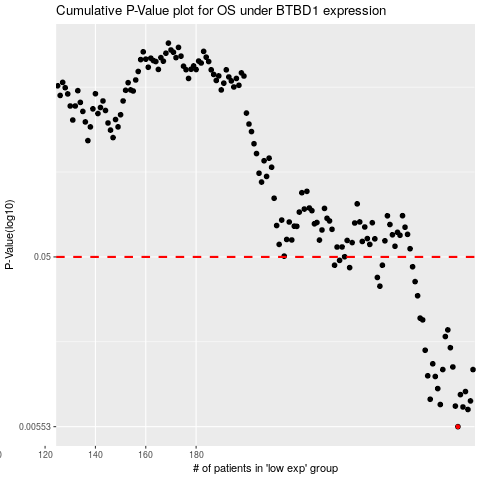 Cumulative P-Value plot for OS under BTBD1 expression
P-Value(log10)
0.05
0.00553
0
120
140
160
180
# of patients in 'low exp' group